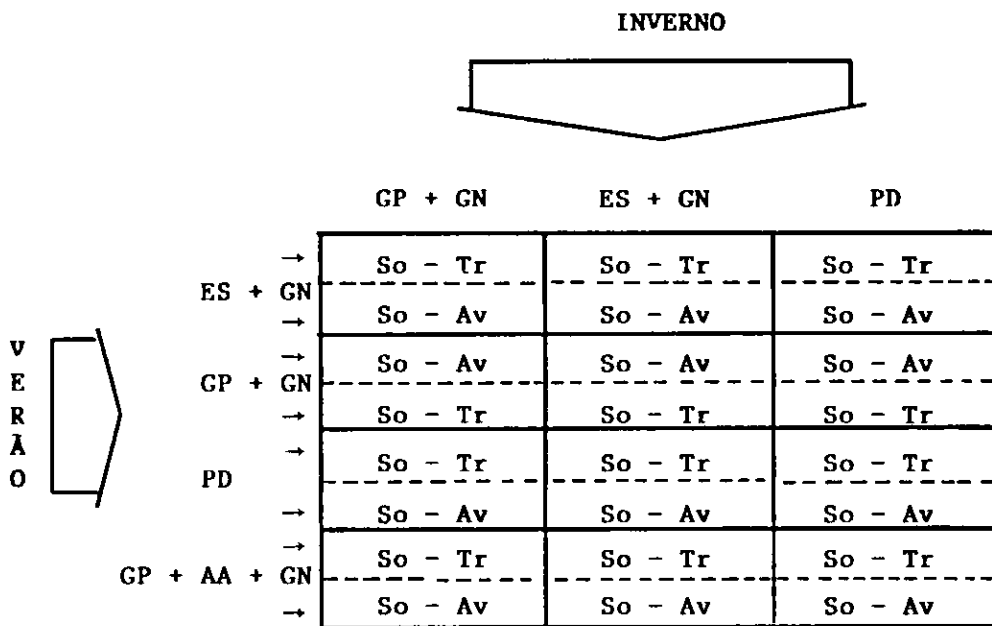 INVERNO
GP + GN ES + GN PD
→ So - Tr So - Tr So - Tr
ES + GN
→ So - Av So - Av So - Av
→ So - Av So - Av So - Av
GP + GN
→ So - Tr So - Tr So - Tr
→ So - Tr So - Tr So - Tr
PD
→ So - Av So - Av So - Av
→ So - Tr So - Tr So - Tr
GP + AA + GN
→ So - Av So - Av So - Av
VERÃO